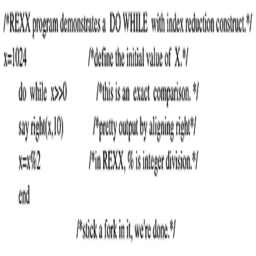 /*REXX program demonstrates a DO WHILE with index reduction construct.*/
x=1024 /*define the initial value of X.*/
do while x>>0 /*this is an exact comparison. */
say right(x,10) /*pretty output by aligning right*/
x=x%2 /*in REXX, % is integer division.*/
end
/*stick a fork in it, we're done.*/